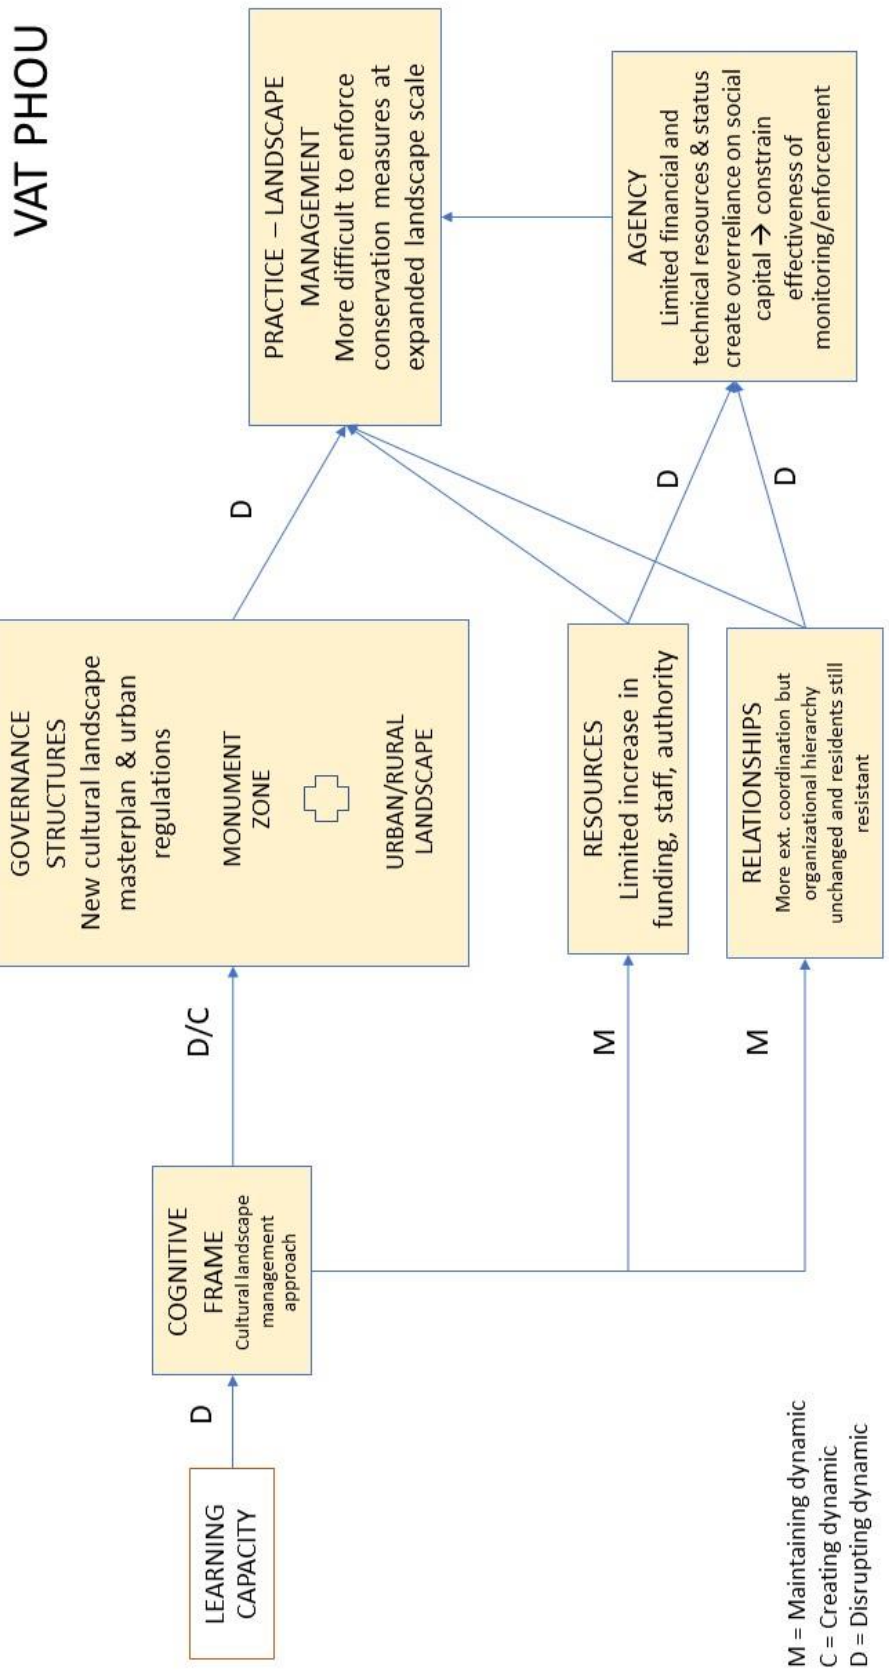 VAT PHOU
LEARNING
CAPACITY
D
COGNITIVE
FRAME
Cultural landscape
management
approach
D/C
GOVERNANCE
STRUCTURES
New cultural landscape
masterplan & urban
regulations
MONUMENT
ZONE
URBAN/RURAL
LANDSCAPE
D
PRACTICE – LANDSCAPE
MANAGEMENT
More difficult to enforce
conservation measures at
expanded landscape scale
M
RESOURCES
Limited increase in
funding, staff, authority
D
M
RELATIONSHIPS
More ext. coordination but
organizational hierarchy
unchanged and residents still
resistant
D
AGENCY
Limited financial and
technical resources & status
create overreliance on social
capital → constrain
effectiveness of
monitoring/enforcement
M = Maintaining dynamic
C = Creating dynamic
D = Disrupting dynamic